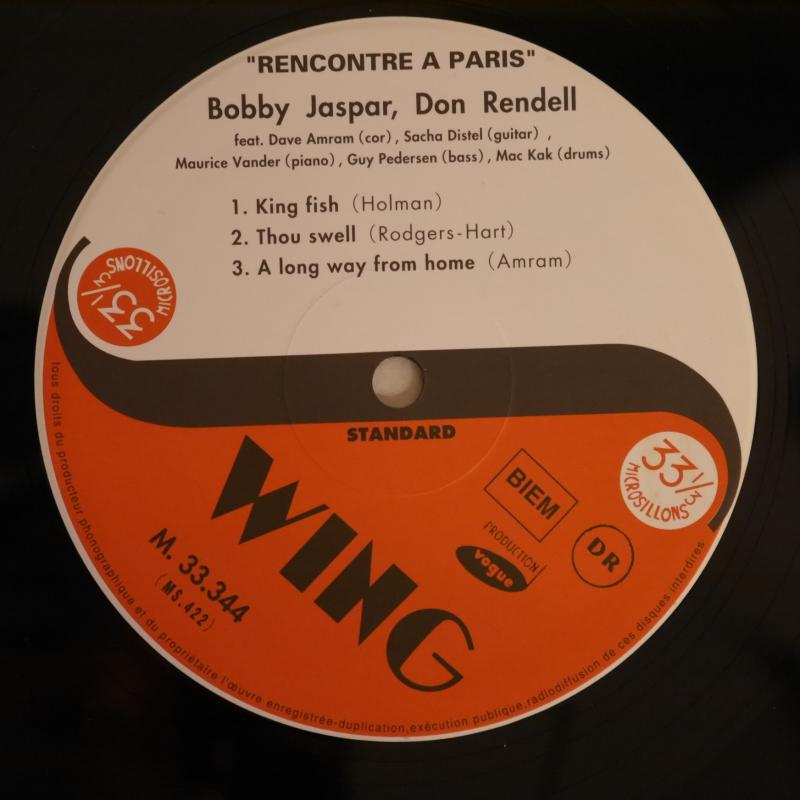 "RENCONTRE A PARIS"
Bobby Jaspar, Don Rendell
feat. Dave Amram (cor), Sacha Distel (guitar) ,
Maurice Vander (piano), Guy Pedersen (bass), Mac Kak (drums)
1. King fish (Holman)
2. Thou swell (Rodgers-Hart)
3. A long way from home (Amram)
33 1/3
MICROSILLONS
STANDARD
33 1/3
MICROSILLONS
WING
BIEM
DR
PRODUCTION
vogue
M. 33.344
(MS.422)
tous droits du producteur phonographique et du propriétaire l'œuvre enregistrée-duplication,exécution publique,radiodiffusion de ces disques interdires